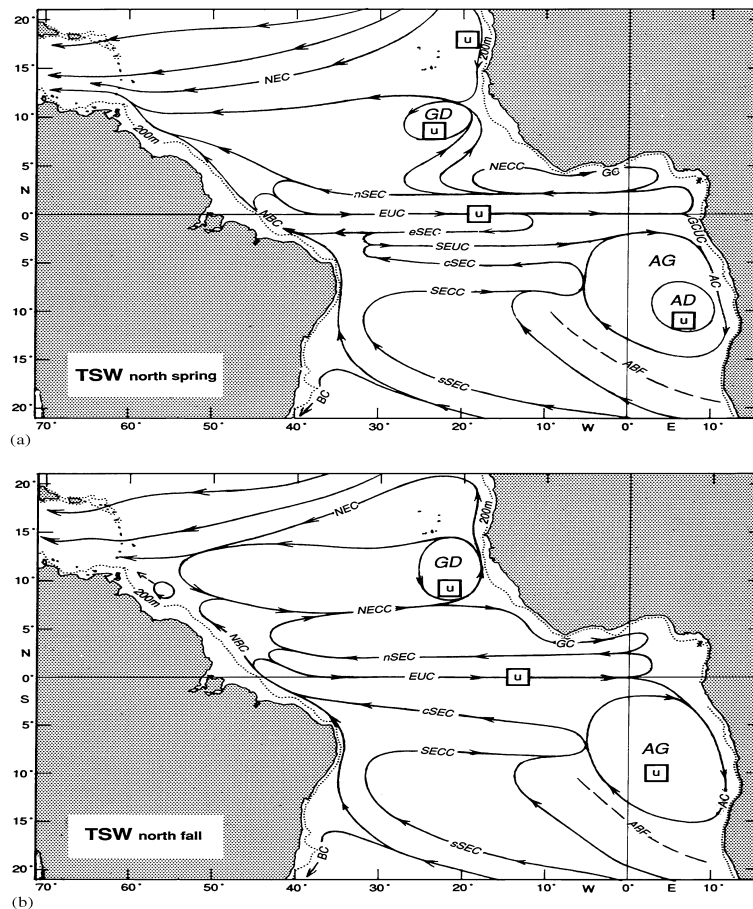 20°
15°
10°
5°
N
0°
S
5°
10°
15°
20°
200m
u
NEC
GD
u
200m
NECC
GC
nSEC
NBC
EUC
u
eSEC
GCUC
SEUC
cSEC
AG
AC
SECC
AD
u
ABF
sSEC
BC
TSW north spring
70°
60°
50°
40°
30°
20°
10°
W
0°
E
10°
(a)
20°
15°
10°
5°
N
0°
S
5°
10°
15°
20°
NEC
200m
GD
u
200m
NECC
NBC
GC
nSEC
EUC
u
cSEC
SECC
AG
u
AC
ABF
sSEC
BC
TSW north fall
70°
60°
50°
40°
30°
20°
10°
W
0°
E
10°
(b)